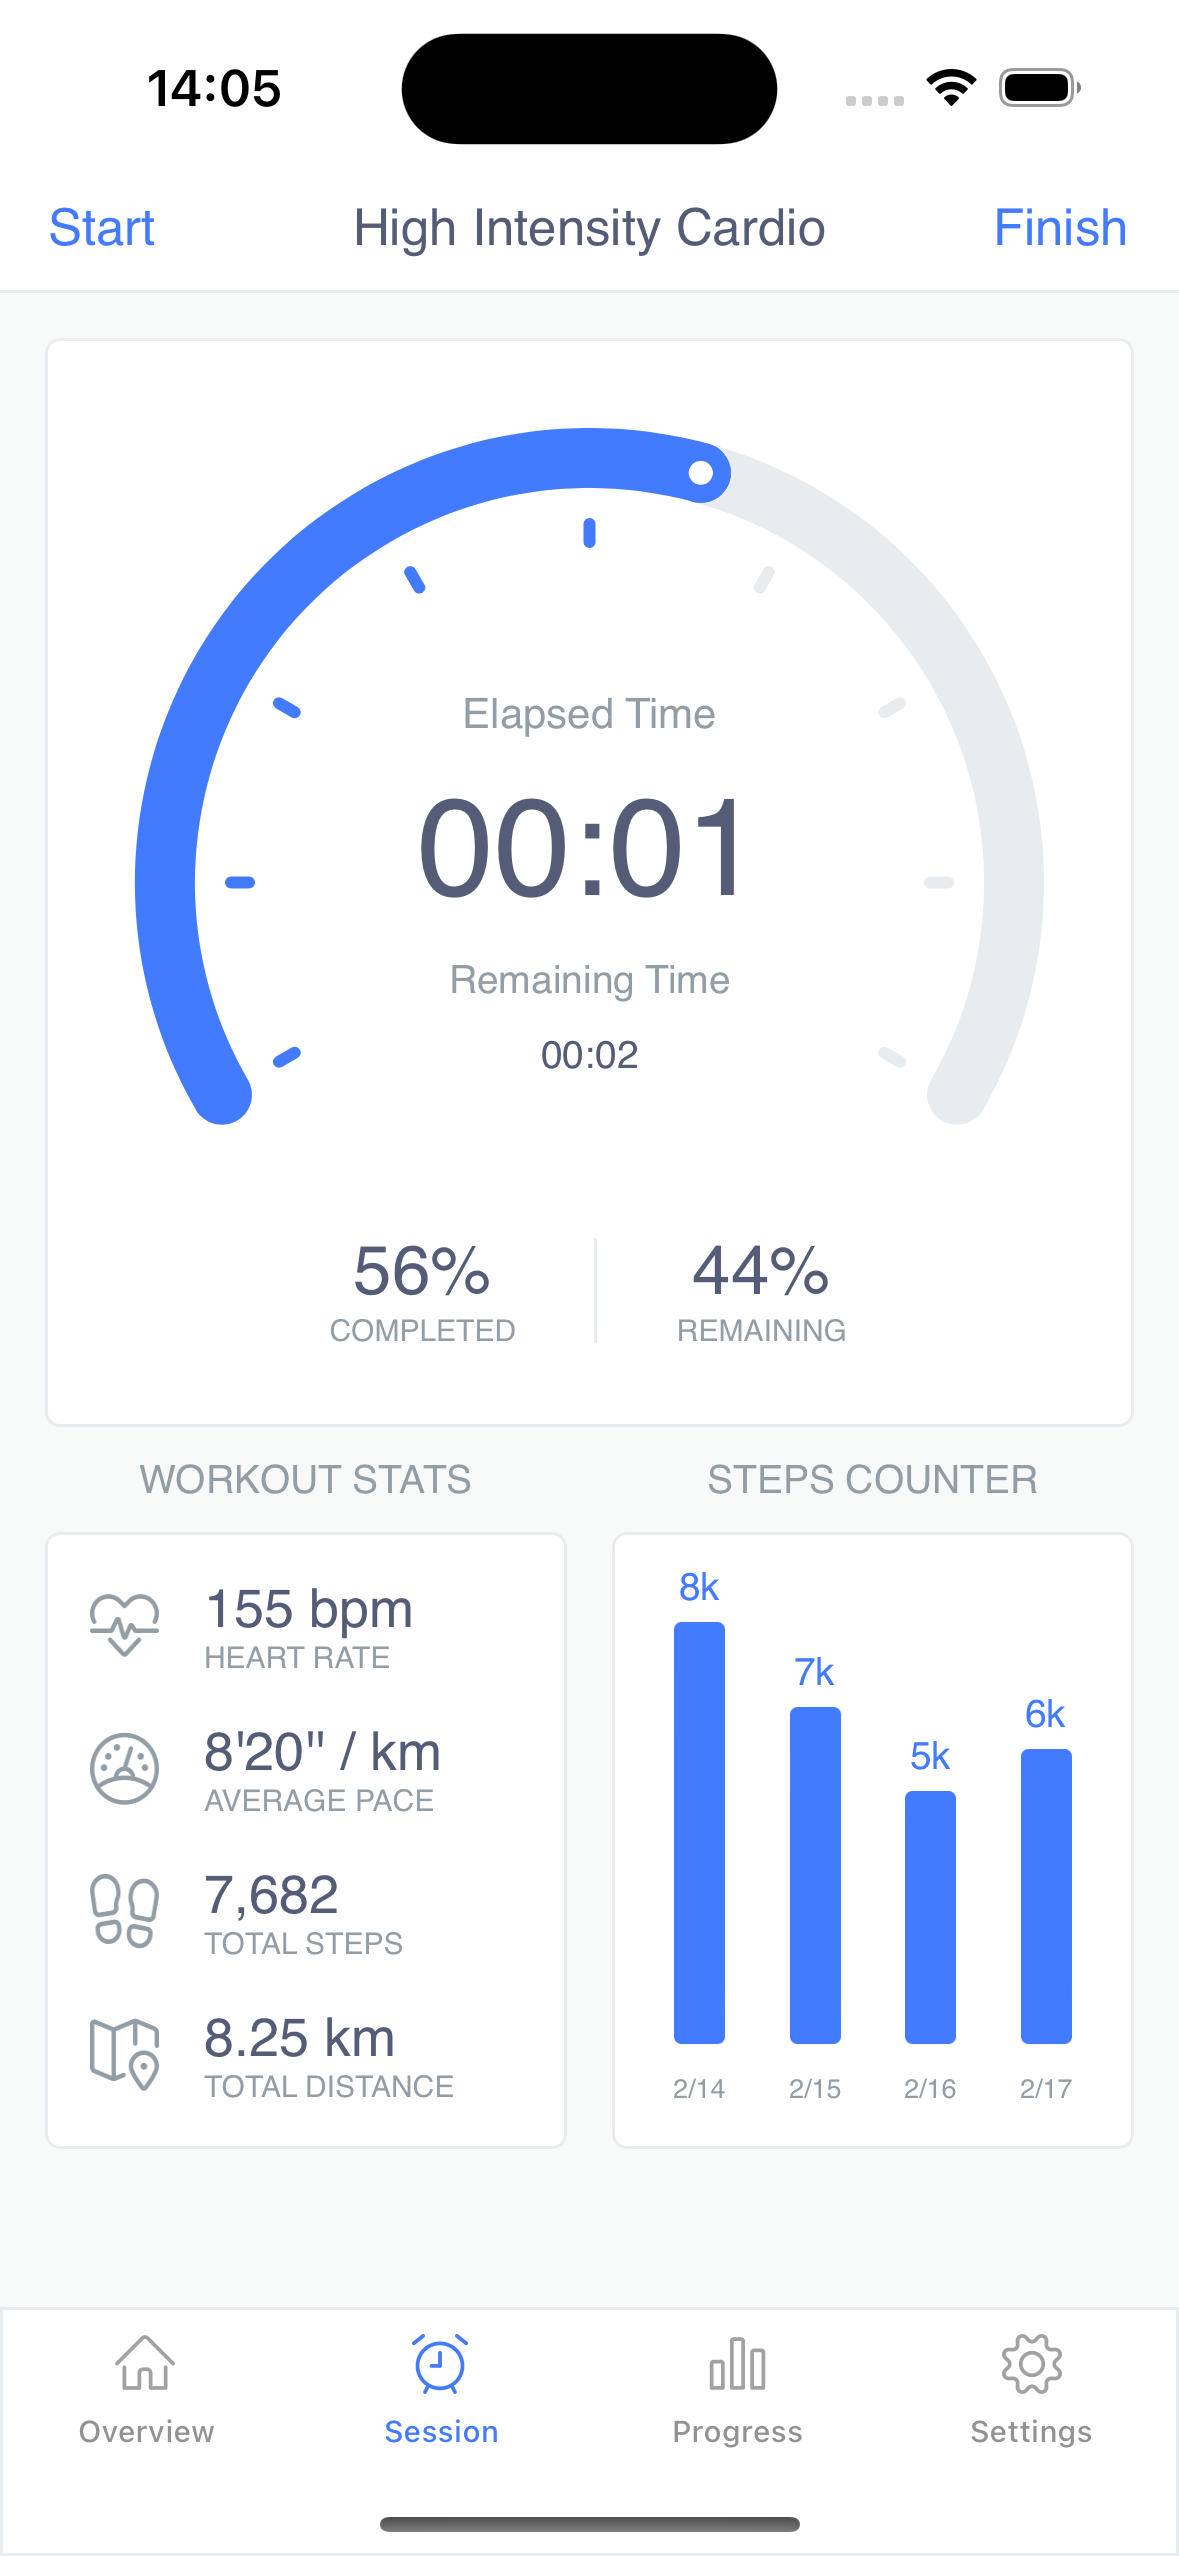 14:05
Start
High Intensity Cardio
Finish
Elapsed Time
00:01
Remaining Time
00:02
56%
COMPLETED
44%
REMAINING
WORKOUT STATS
155 bpm
HEART RATE
8'20" / km
AVERAGE PACE
7,682
TOTAL STEPS
8.25 km
TOTAL DISTANCE
STEPS COUNTER
8k
7k
5k
6k
2/14
2/15
2/16
2/17
Overview
Session
Progress
Settings